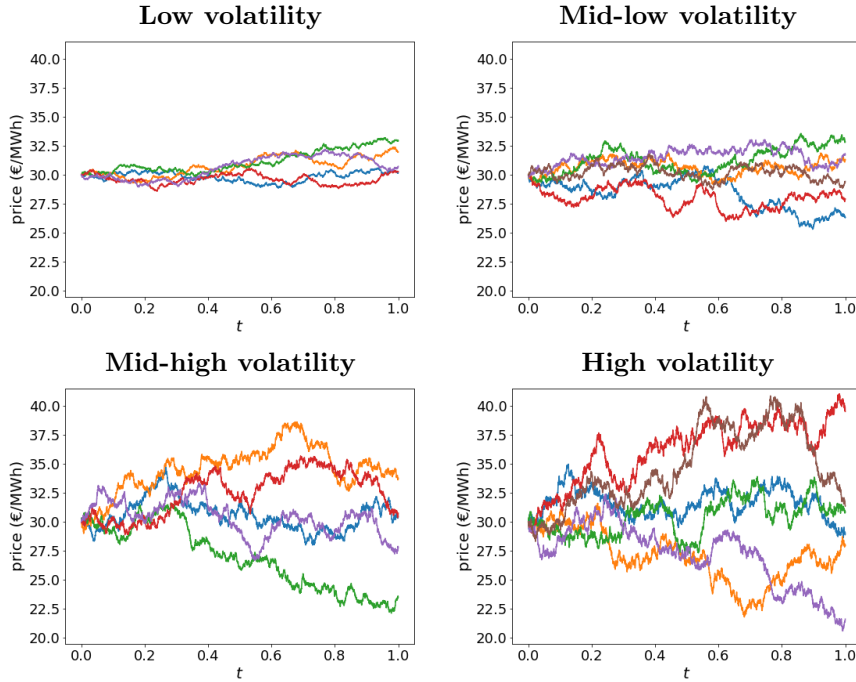 Low volatility
40.0
37.5
35.0
32.5
30.0
27.5
25.0
22.5
20.0
price (€/MWh)
0.0 0.2 0.4 0.6 0.8 1.0
t
Mid-low volatility
40.0
37.5
35.0
32.5
30.0
27.5
25.0
22.5
20.0
price (€/MWh)
0.0 0.2 0.4 0.6 0.8 1.0
t
Mid-high volatility
40.0
37.5
35.0
32.5
30.0
27.5
25.0
22.5
20.0
price (€/MWh)
0.0 0.2 0.4 0.6 0.8 1.0
t
High volatility
40.0
37.5
35.0
32.5
30.0
27.5
25.0
22.5
20.0
price (€/MWh)
0.0 0.2 0.4 0.6 0.8 1.0
t